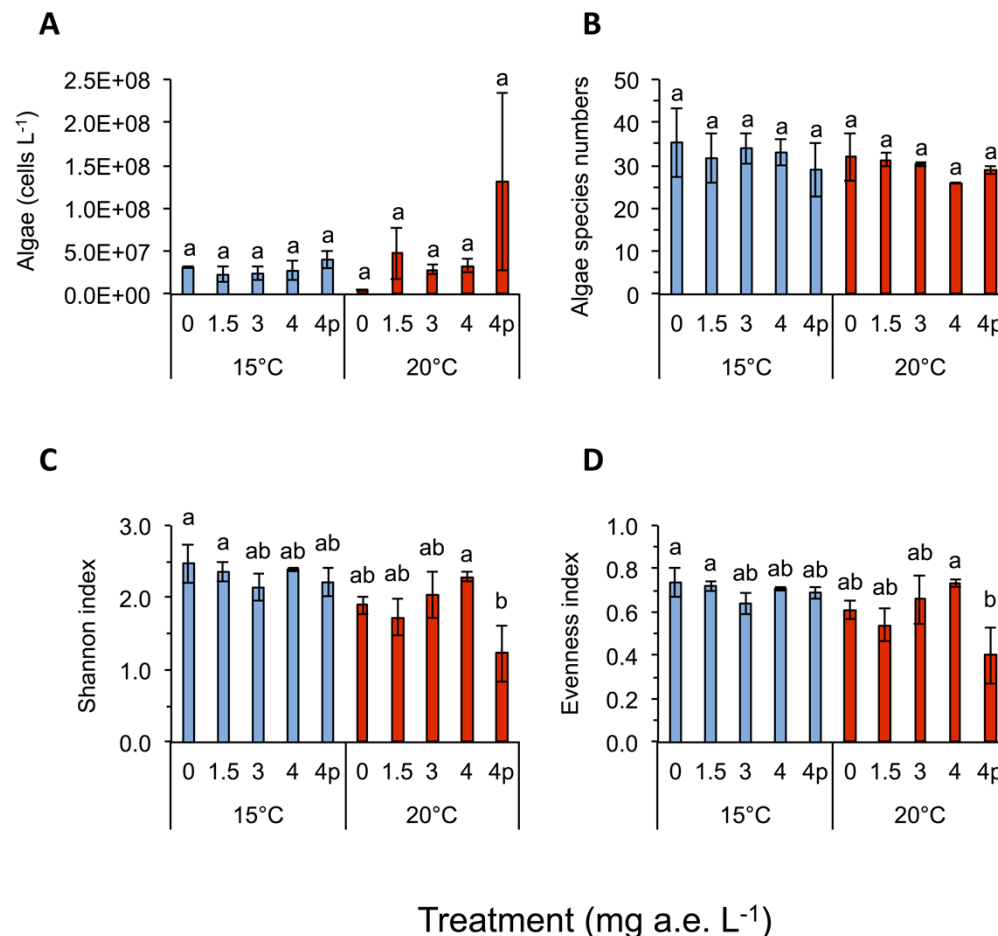 A
Algae (cells L-1)
2.5E+08
2.0E+08
1.5E+08
1.0E+08
5.0E+07
0.0E+00
a a a a a a a a a a
0 1.5 3 4 4p 0 1.5 3 4 4p
15°C 20°C
B
Algae species numbers
50
40
30
20
10
0
a a a a a a a a a a
0 1.5 3 4 4p 0 1.5 3 4 4p
15°C 20°C
C
Shannon index
3.0
2.0
1.0
0.0
a a ab ab ab ab ab ab a b
0 1.5 3 4 4p 0 1.5 3 4 4p
15°C 20°C
D
Evenness index
1.0
0.8
0.6
0.4
0.2
0.0
a a ab ab ab ab ab ab a b
0 1.5 3 4 4p 0 1.5 3 4 4p
15°C 20°C
Treatment (mg a.e. L-1)